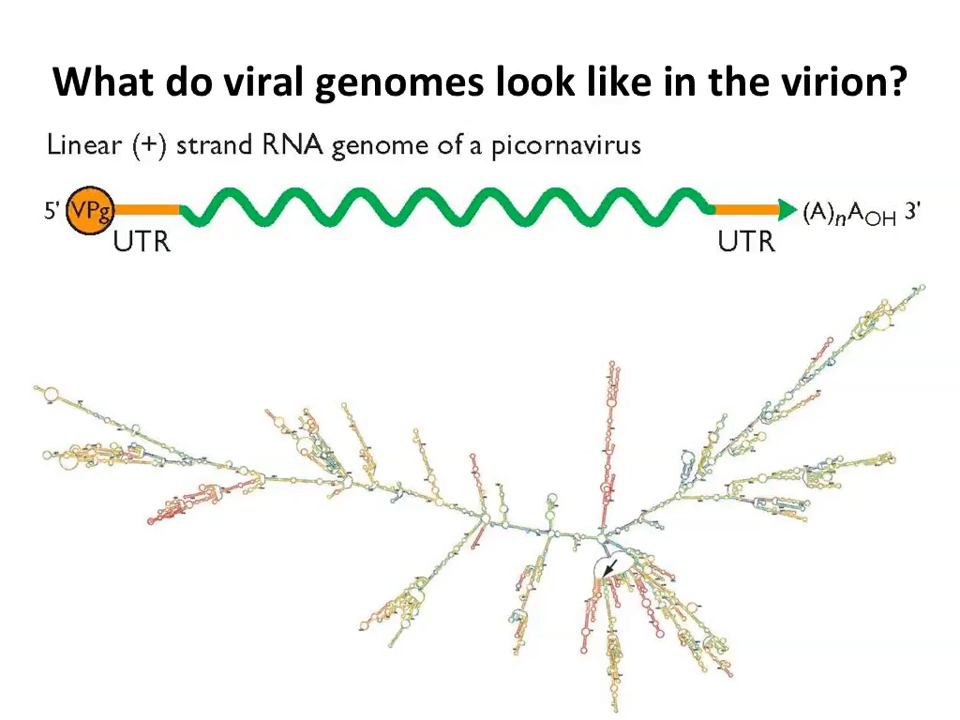 What do viral genomes look like in the virion?
Linear (+) strand RNA genome of a picornavirus
5' VPg (A)nAOH 3'
UTR UTR